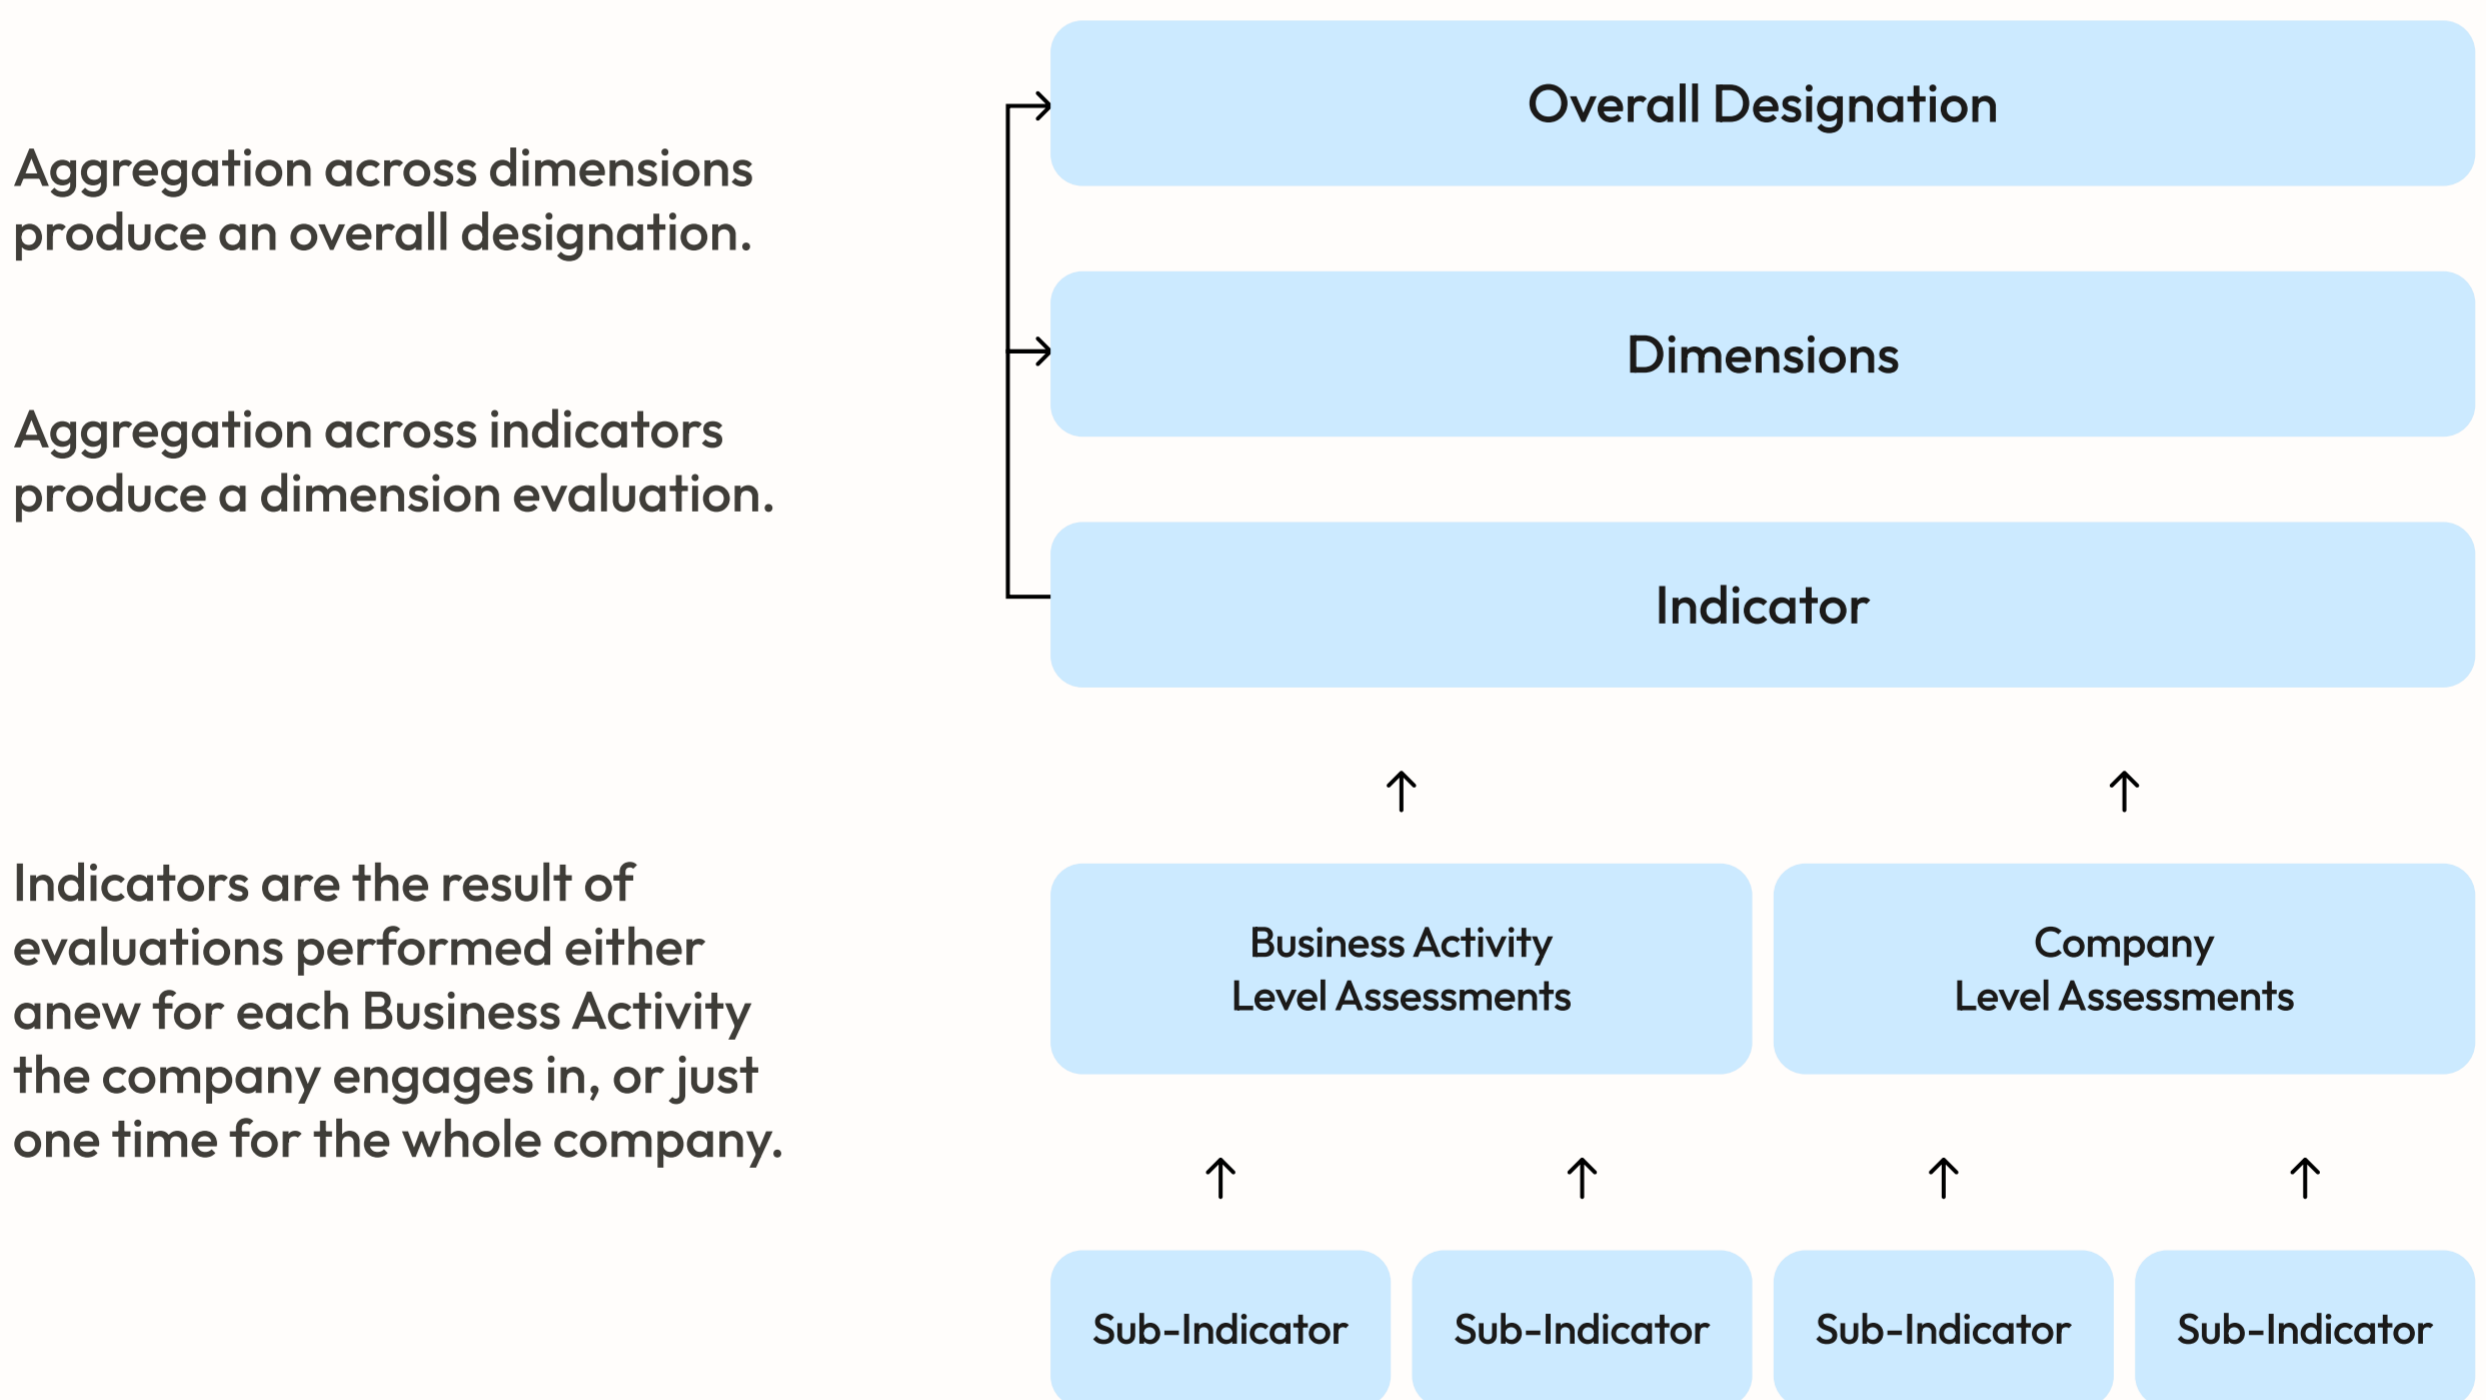 Overall Designation
Aggregation across dimensions
produce an overall designation.
Dimensions
Aggregation across indicators
produce a dimension evaluation.
Indicator
Indicators are the result of
evaluations performed either
anew for each Business Activity
the company engages in, or just
one time for the whole company.
Business Activity
Level Assessments
Company
Level Assessments
Sub-Indicator
Sub-Indicator
Sub-Indicator
Sub-Indicator